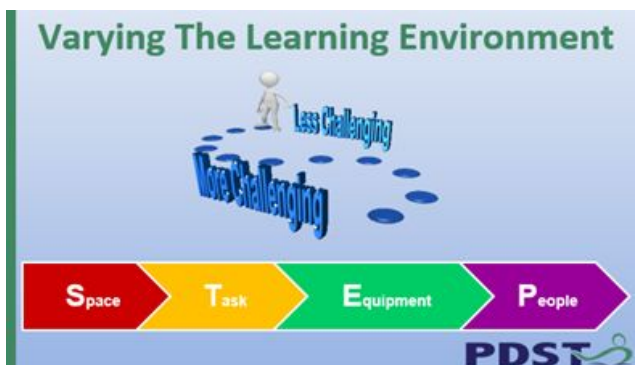 Varying The Learning Environment
Less Challenging
More Challenging
Space Task Equipment People
PDST